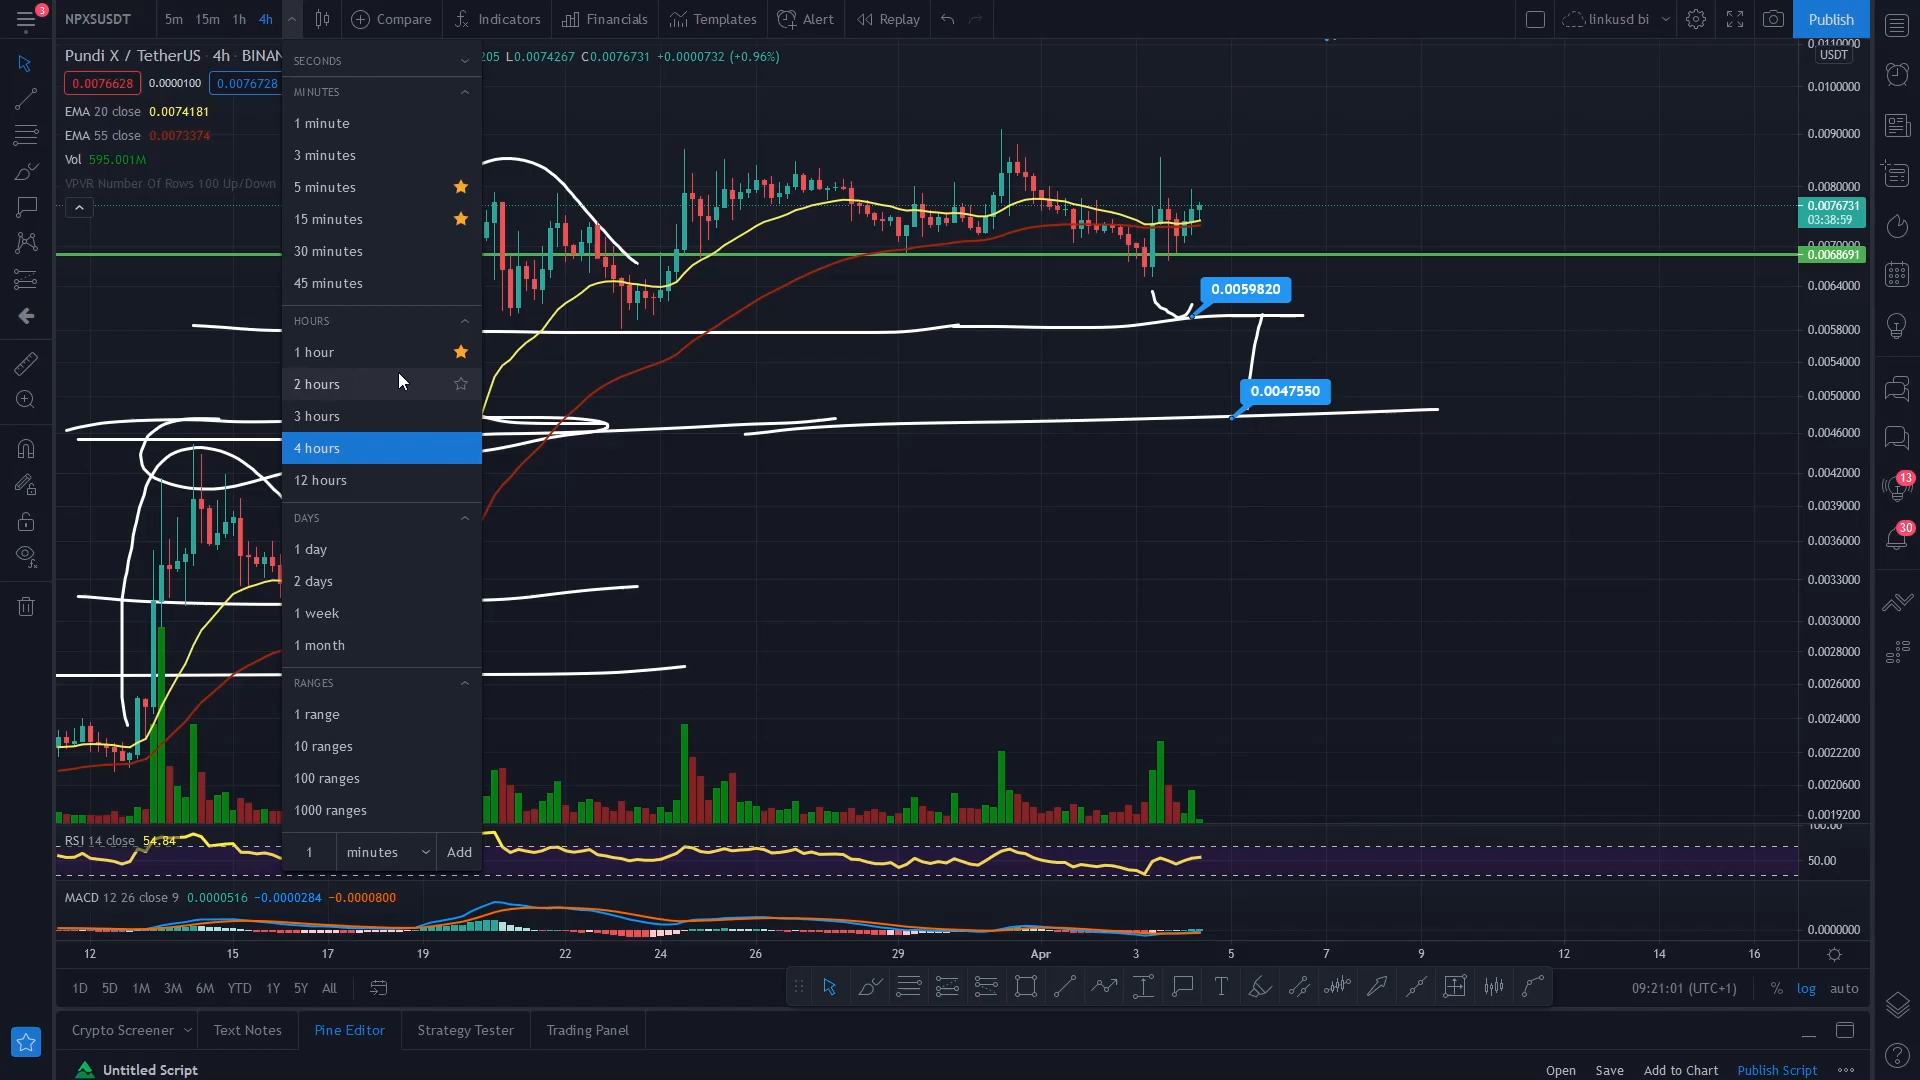 3
NPXSUSDT 5m 15m 1h 4h Compare Indicators Financials Templates Alert Replay linkusd bi Publish
Pundi X / TetherUS · 4h · BINAN
205 L0.0074267 C0.0076731 +0.0000732 (+0.96%)
0.0076628 0.0000100 0.0076728
EMA 20 close 0.0074181
EMA 55 close 0.0073374
Vol 595.001M
VPVR Number Of Rows 100 Up/Down
SECONDS
MINUTES
1 minute
3 minutes
5 minutes
15 minutes
30 minutes
45 minutes
HOURS
1 hour
2 hours
3 hours
4 hours
12 hours
DAYS
1 day
2 days
1 week
1 month
RANGES
1 range
10 ranges
100 ranges
1000 ranges
1 minutes Add
0.0059820
0.0047550
0.0110000
USDT
0.0100000
0.0090000
0.0080000
0.0076731
03:38:59
0.0070000
0.0068691
0.0064000
0.0058000
0.0054000
0.0050000
0.0046000
0.0042000
0.0039000
0.0036000
0.0033000
0.0030000
0.0028000
0.0026000
0.0024000
0.0022200
0.0020600
0.0019200
100.00
50.00
0.0000000
13
30
RSI 14 close 54.84
MACD 12 26 close 9 0.0000516 −0.0000284 −0.0000800
12 15 17 19 22 24 26 29 Apr 3 5 7 9 12 14 16
1D 5D 1M 3M 6M YTD 1Y 5Y All
09:21:01 (UTC+1) % log auto
Crypto Screener Text Notes Pine Editor Strategy Tester Trading Panel
Untitled Script
Open Save Add to Chart Publish Script